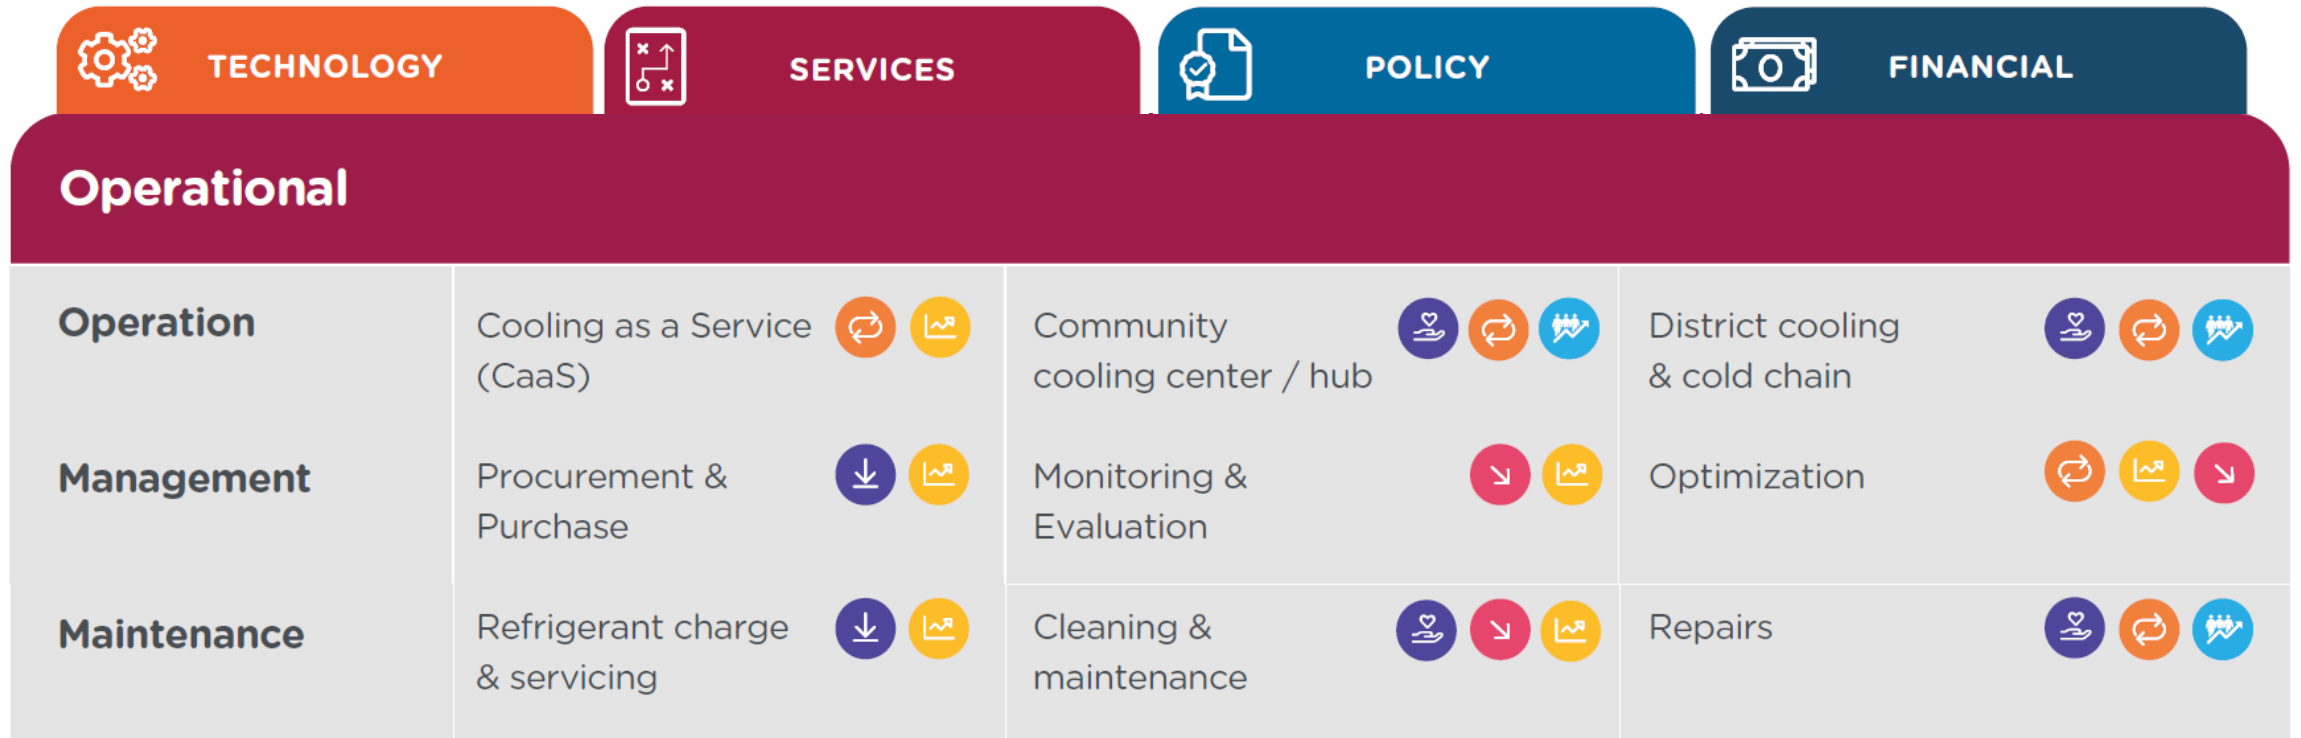 TECHNOLOGY
SERVICES
POLICY
FINANCIAL
Operational
Operation
Cooling as a Service
(CaaS)
Community
cooling center / hub
District cooling
& cold chain
Management
Procurement &
Purchase
Monitoring &
Evaluation
Optimization
Maintenance
Refrigerant charge
& servicing
Cleaning &
maintenance
Repairs